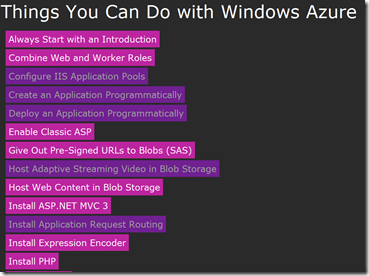 Things You Can Do with Windows Azure
Always Start with an Introduction
Combine Web and Worker Roles
Configure IIS Application Pools
Create an Application Programmatically
Deploy an Application Programmatically
Enable Classic ASP
Give Out Pre-Signed URLs to Blobs (SAS)
Host Adaptive Streaming Video in Blob Storage
Host Web Content in Blob Storage
Install ASP.NET MVC 3
Install Application Request Routing
Install Expression Encoder
Install PHP